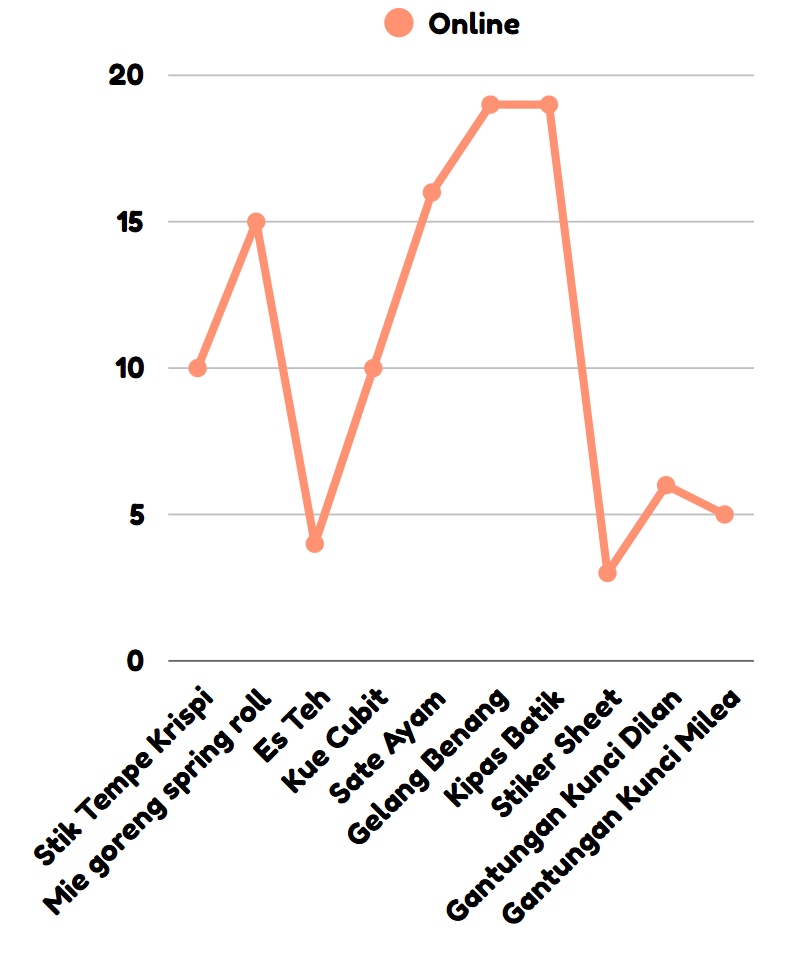 Online
20
15
10
5
0
Stik Tempe Krispi
Mie goreng spring roll
Es Teh
Kue Cubit
Sate Ayam
Gelang Benang
Kipas Batik
Stiker Sheet
Gantungan Kunci Dilan
Gantungan Kunci Milea